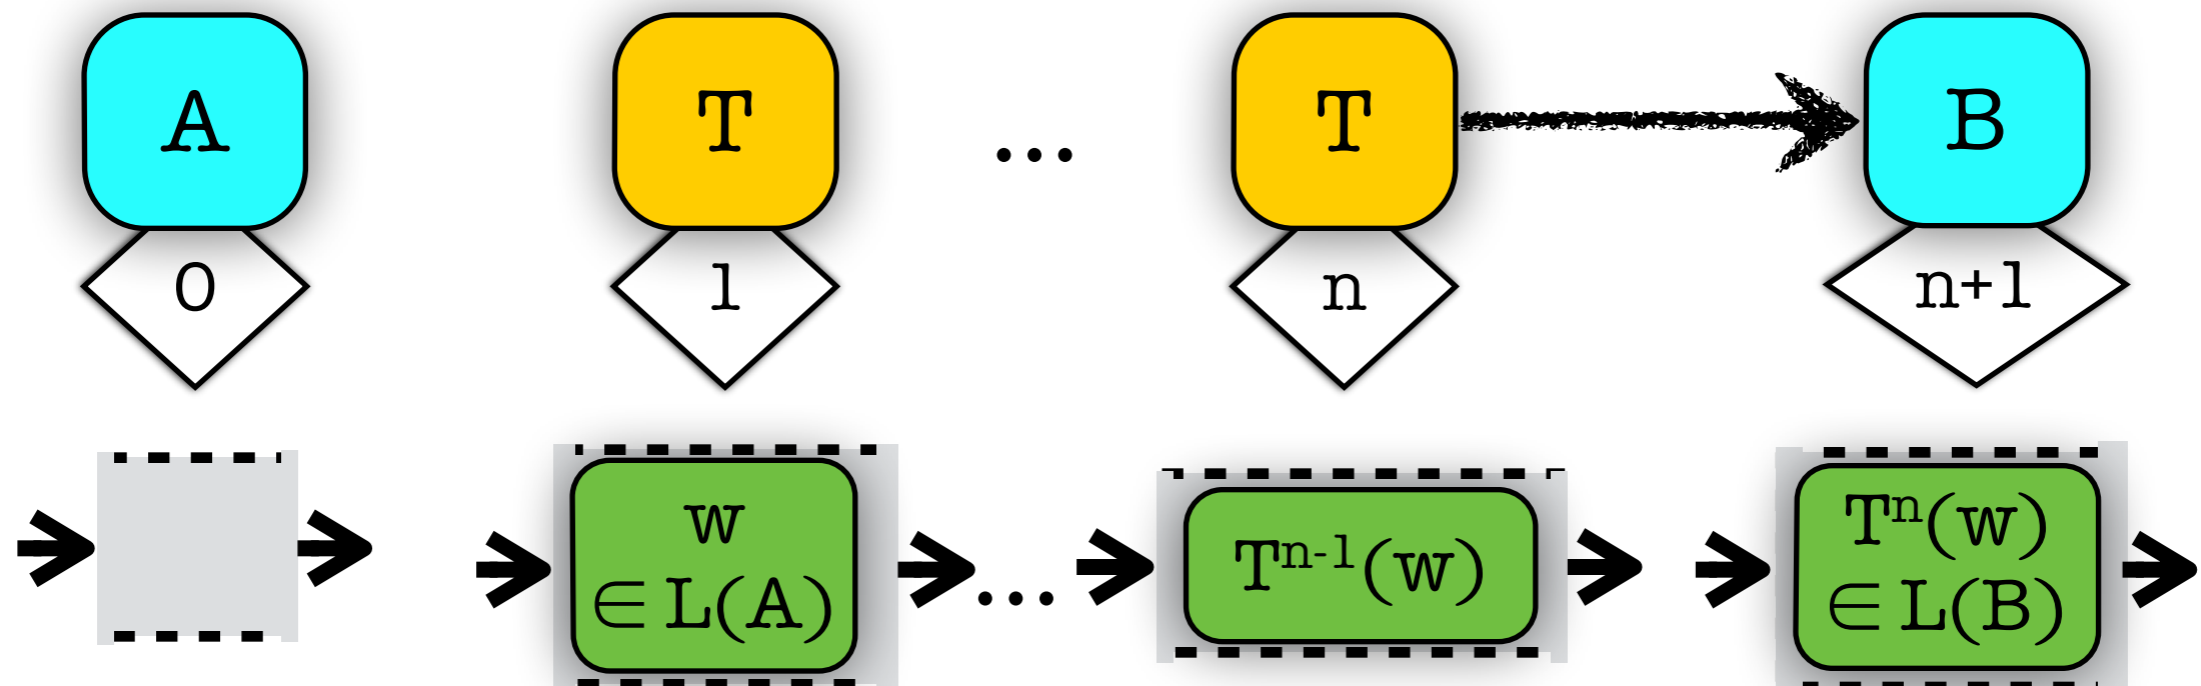 A
T
...
T
B
0
1
n
n+1
w
∈ L(A)
...
Tⁿ⁻¹(w)
Tⁿ(w)
∈ L(B)